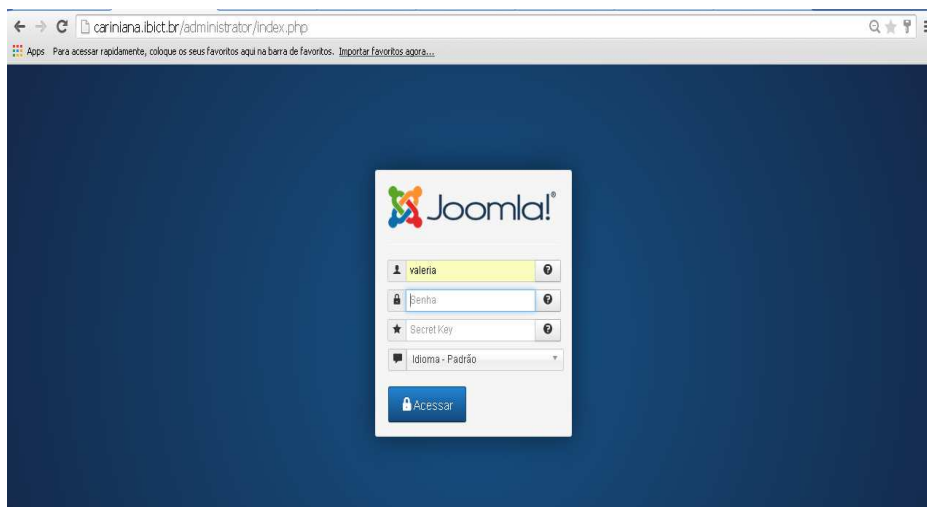 cariniana.ibict.br/administrator/index.php
Apps Para acessar rapidamente, coloque os seus favoritos aqui na barra de favoritos. Importar favoritos agora...
Joomla!®
valeria
Senha
Secret Key
Idioma - Padrão
Acessar